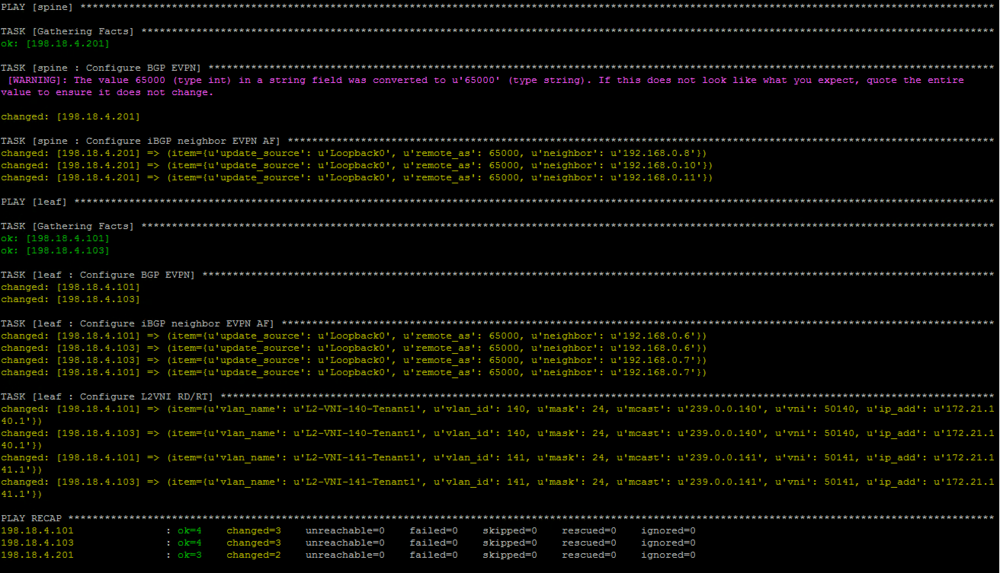 PLAY [spine] ******************************************************************************************************************************************************
TASK [Gathering Facts] ********************************************************************************************************************************************
ok: [198.18.4.201]
TASK [spine : Configure BGP EVPN] *********************************************************************************************************************************
 [WARNING]: The value 65000 (type int) in a string field was converted to u'65000' (type string). If this does not look like what you expect, quote the entire
value to ensure it does not change.
changed: [198.18.4.201]
TASK [spine : Configure iBGP neighbor EVPN AF] ********************************************************************************************************************
changed: [198.18.4.201] => (item={u'update_source': u'Loopback0', u'remote_as': 65000, u'neighbor': u'192.168.0.8'})
changed: [198.18.4.201] => (item={u'update_source': u'Loopback0', u'remote_as': 65000, u'neighbor': u'192.168.0.10'})
changed: [198.18.4.201] => (item={u'update_source': u'Loopback0', u'remote_as': 65000, u'neighbor': u'192.168.0.11'})
PLAY [leaf] *******************************************************************************************************************************************************
TASK [Gathering Facts] ********************************************************************************************************************************************
ok: [198.18.4.101]
ok: [198.18.4.103]
TASK [leaf : Configure BGP EVPN] **********************************************************************************************************************************
changed: [198.18.4.101]
changed: [198.18.4.103]
TASK [leaf : Configure iBGP neighbor EVPN AF] *********************************************************************************************************************
changed: [198.18.4.101] => (item={u'update_source': u'Loopback0', u'remote_as': 65000, u'neighbor': u'192.168.0.6'})
changed: [198.18.4.103] => (item={u'update_source': u'Loopback0', u'remote_as': 65000, u'neighbor': u'192.168.0.6'})
changed: [198.18.4.103] => (item={u'update_source': u'Loopback0', u'remote_as': 65000, u'neighbor': u'192.168.0.7'})
changed: [198.18.4.101] => (item={u'update_source': u'Loopback0', u'remote_as': 65000, u'neighbor': u'192.168.0.7'})
TASK [leaf : Configure L2VNI RD/RT] *******************************************************************************************************************************
changed: [198.18.4.101] => (item={u'vlan_name': u'L2-VNI-140-Tenant1', u'vlan_id': 140, u'mask': 24, u'mcast': u'239.0.0.140', u'vni': 50140, u'ip_add': u'172.21.1
40.1'})
changed: [198.18.4.103] => (item={u'vlan_name': u'L2-VNI-140-Tenant1', u'vlan_id': 140, u'mask': 24, u'mcast': u'239.0.0.140', u'vni': 50140, u'ip_add': u'172.21.1
40.1'})
changed: [198.18.4.101] => (item={u'vlan_name': u'L2-VNI-141-Tenant1', u'vlan_id': 141, u'mask': 24, u'mcast': u'239.0.0.141', u'vni': 50141, u'ip_add': u'172.21.1
41.1'})
changed: [198.18.4.103] => (item={u'vlan_name': u'L2-VNI-141-Tenant1', u'vlan_id': 141, u'mask': 24, u'mcast': u'239.0.0.141', u'vni': 50141, u'ip_add': u'172.21.1
41.1'})
PLAY RECAP ********************************************************************************************************************************************************
198.18.4.101               : ok=4    changed=3    unreachable=0    failed=0    skipped=0    rescued=0    ignored=0
198.18.4.103               : ok=4    changed=3    unreachable=0    failed=0    skipped=0    rescued=0    ignored=0
198.18.4.201               : ok=3    changed=2    unreachable=0    failed=0    skipped=0    rescued=0    ignored=0